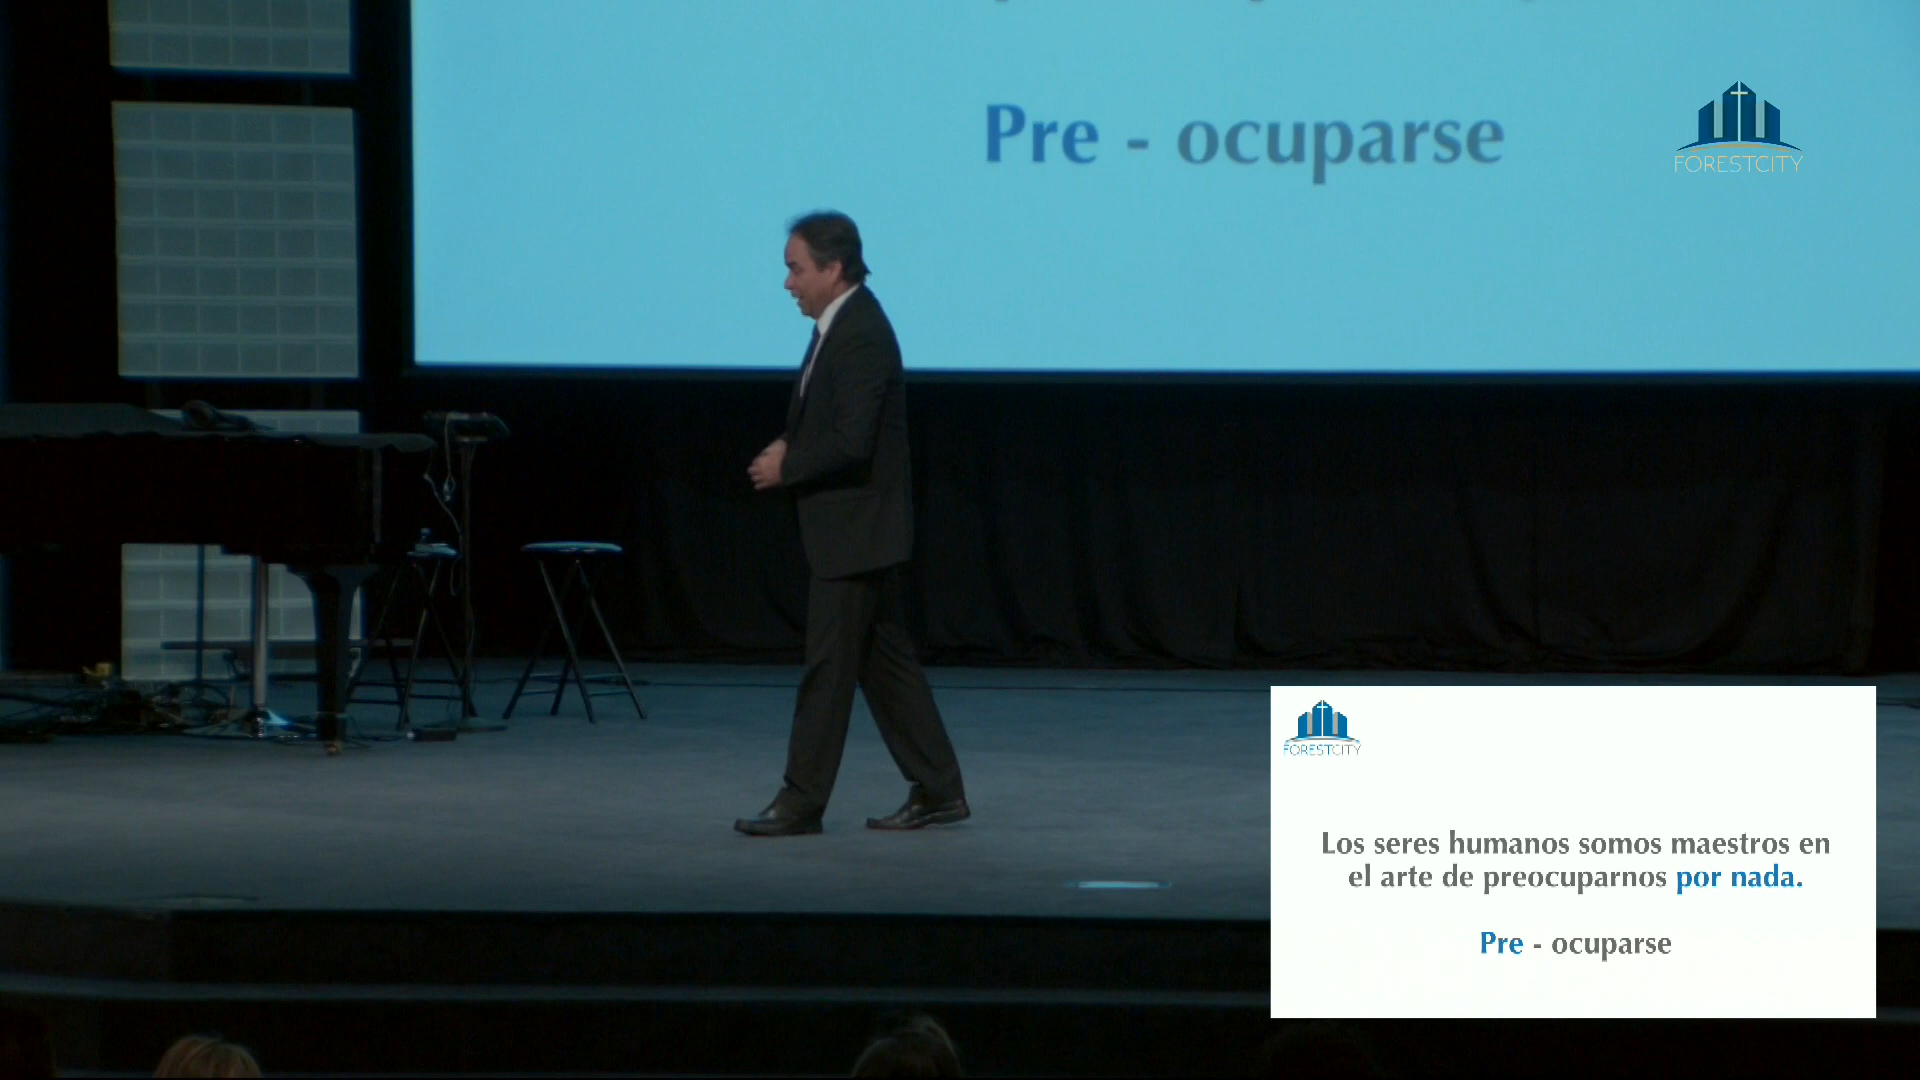 Pre - ocuparse
FORESTCITY
FORESTCITY
Los seres humanos somos maestros en
el arte de preocuparnos por nada.
Pre - ocuparse